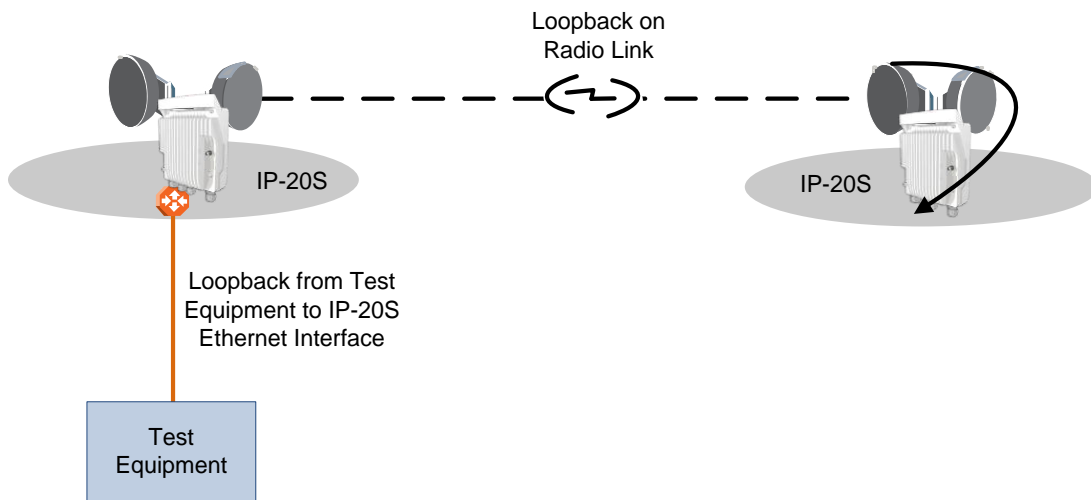 Loopback on
Radio Link
IP-20S
IP-20S
Loopback from Test
Equipment to IP-20S
Ethernet Interface
Test
Equipment